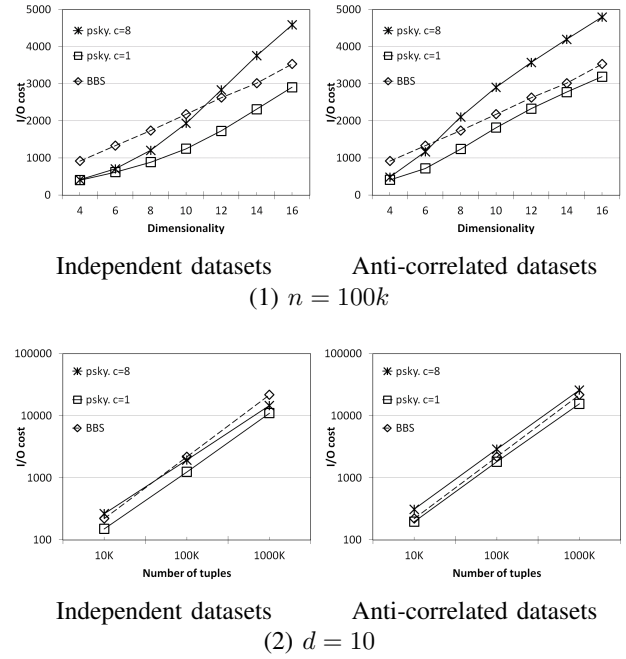 5000
4000
3000
2000
1000
0
I/O cost
psky. c=8
psky. c=1
BBS
4 6 8 10 12 14 16
Dimensionality
5000
4000
3000
2000
1000
0
I/O cost
psky. c=8
psky. c=1
BBS
4 6 8 10 12 14 16
Dimensionality
Independent datasets
Anti-correlated datasets
(1) n = 100k
100000
10000
1000
100
I/O cost
psky. c=8
psky. c=1
BBS
10K 100K 1000K
Number of tuples
100000
10000
1000
100
I/O cost
psky. c=8
psky. c=1
BBS
10K 100K 1000K
Number of tuples
Independent datasets
Anti-correlated datasets
(2) d = 10